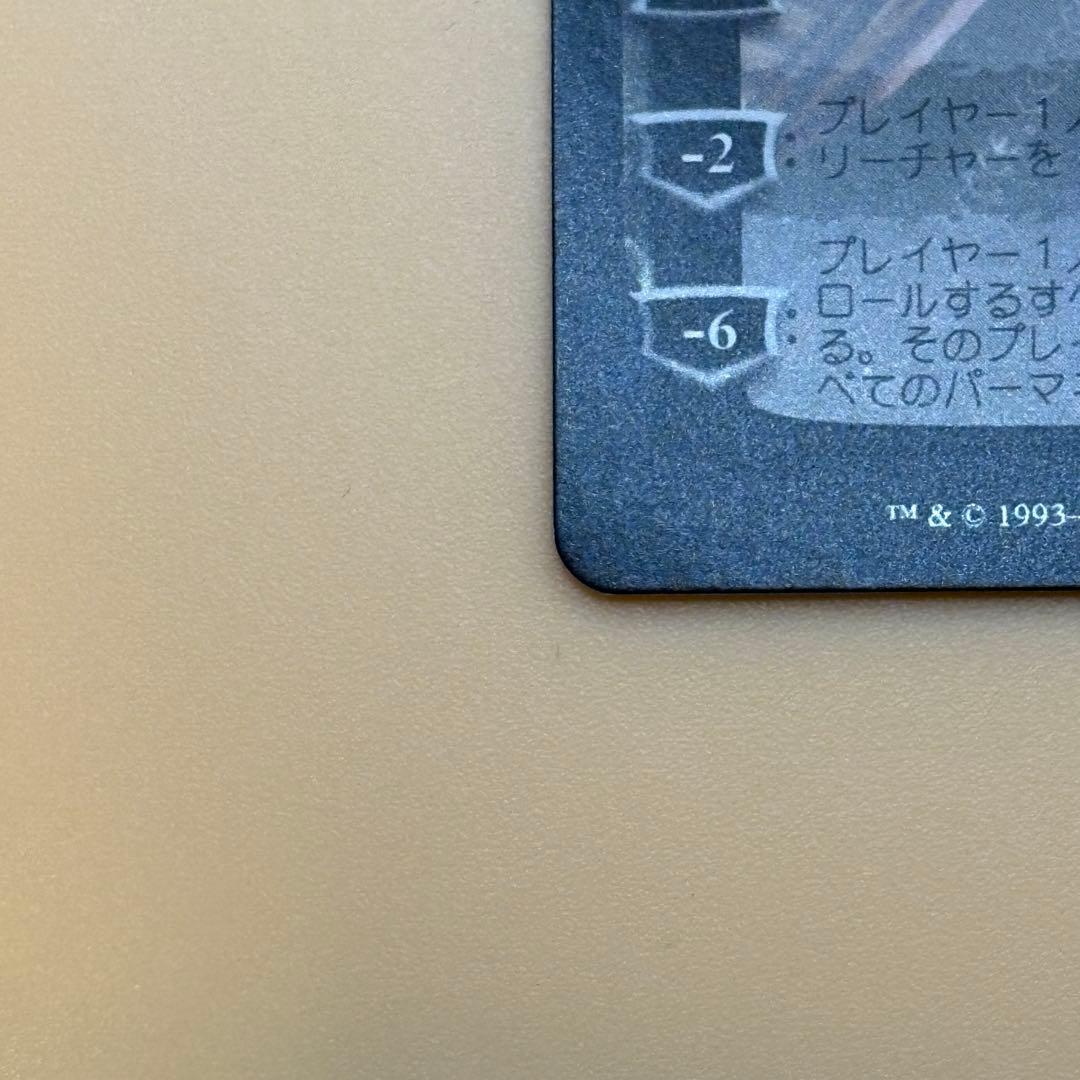 -2
: プレイヤー1人
リーチャーを
-6
: プレイヤー1人
ロールするすべ
る。そのプレイ
べてのパーマネ
™ & © 1993–